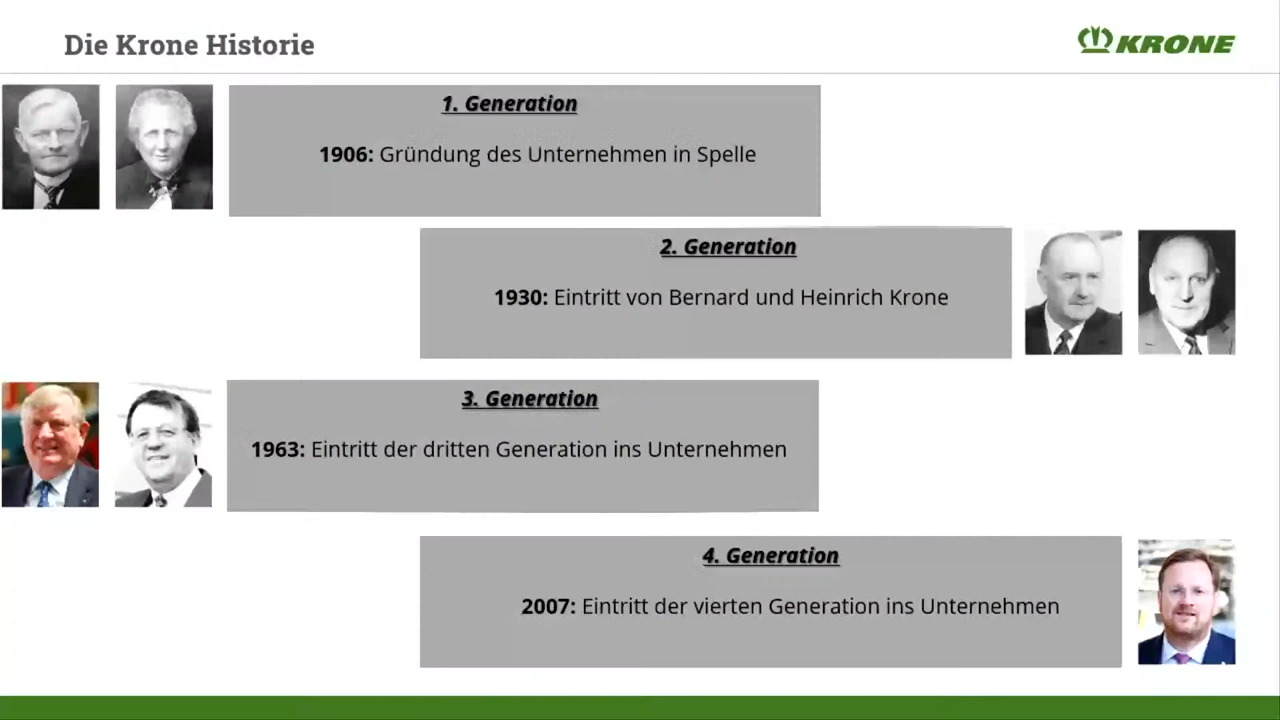 Die Krone Historie
KRONE
1. Generation
1906: Gründung des Unternehmen in Spelle
2. Generation
1930: Eintritt von Bernard und Heinrich Krone
3. Generation
1963: Eintritt der dritten Generation ins Unternehmen
4. Generation
2007: Eintritt der vierten Generation ins Unternehmen